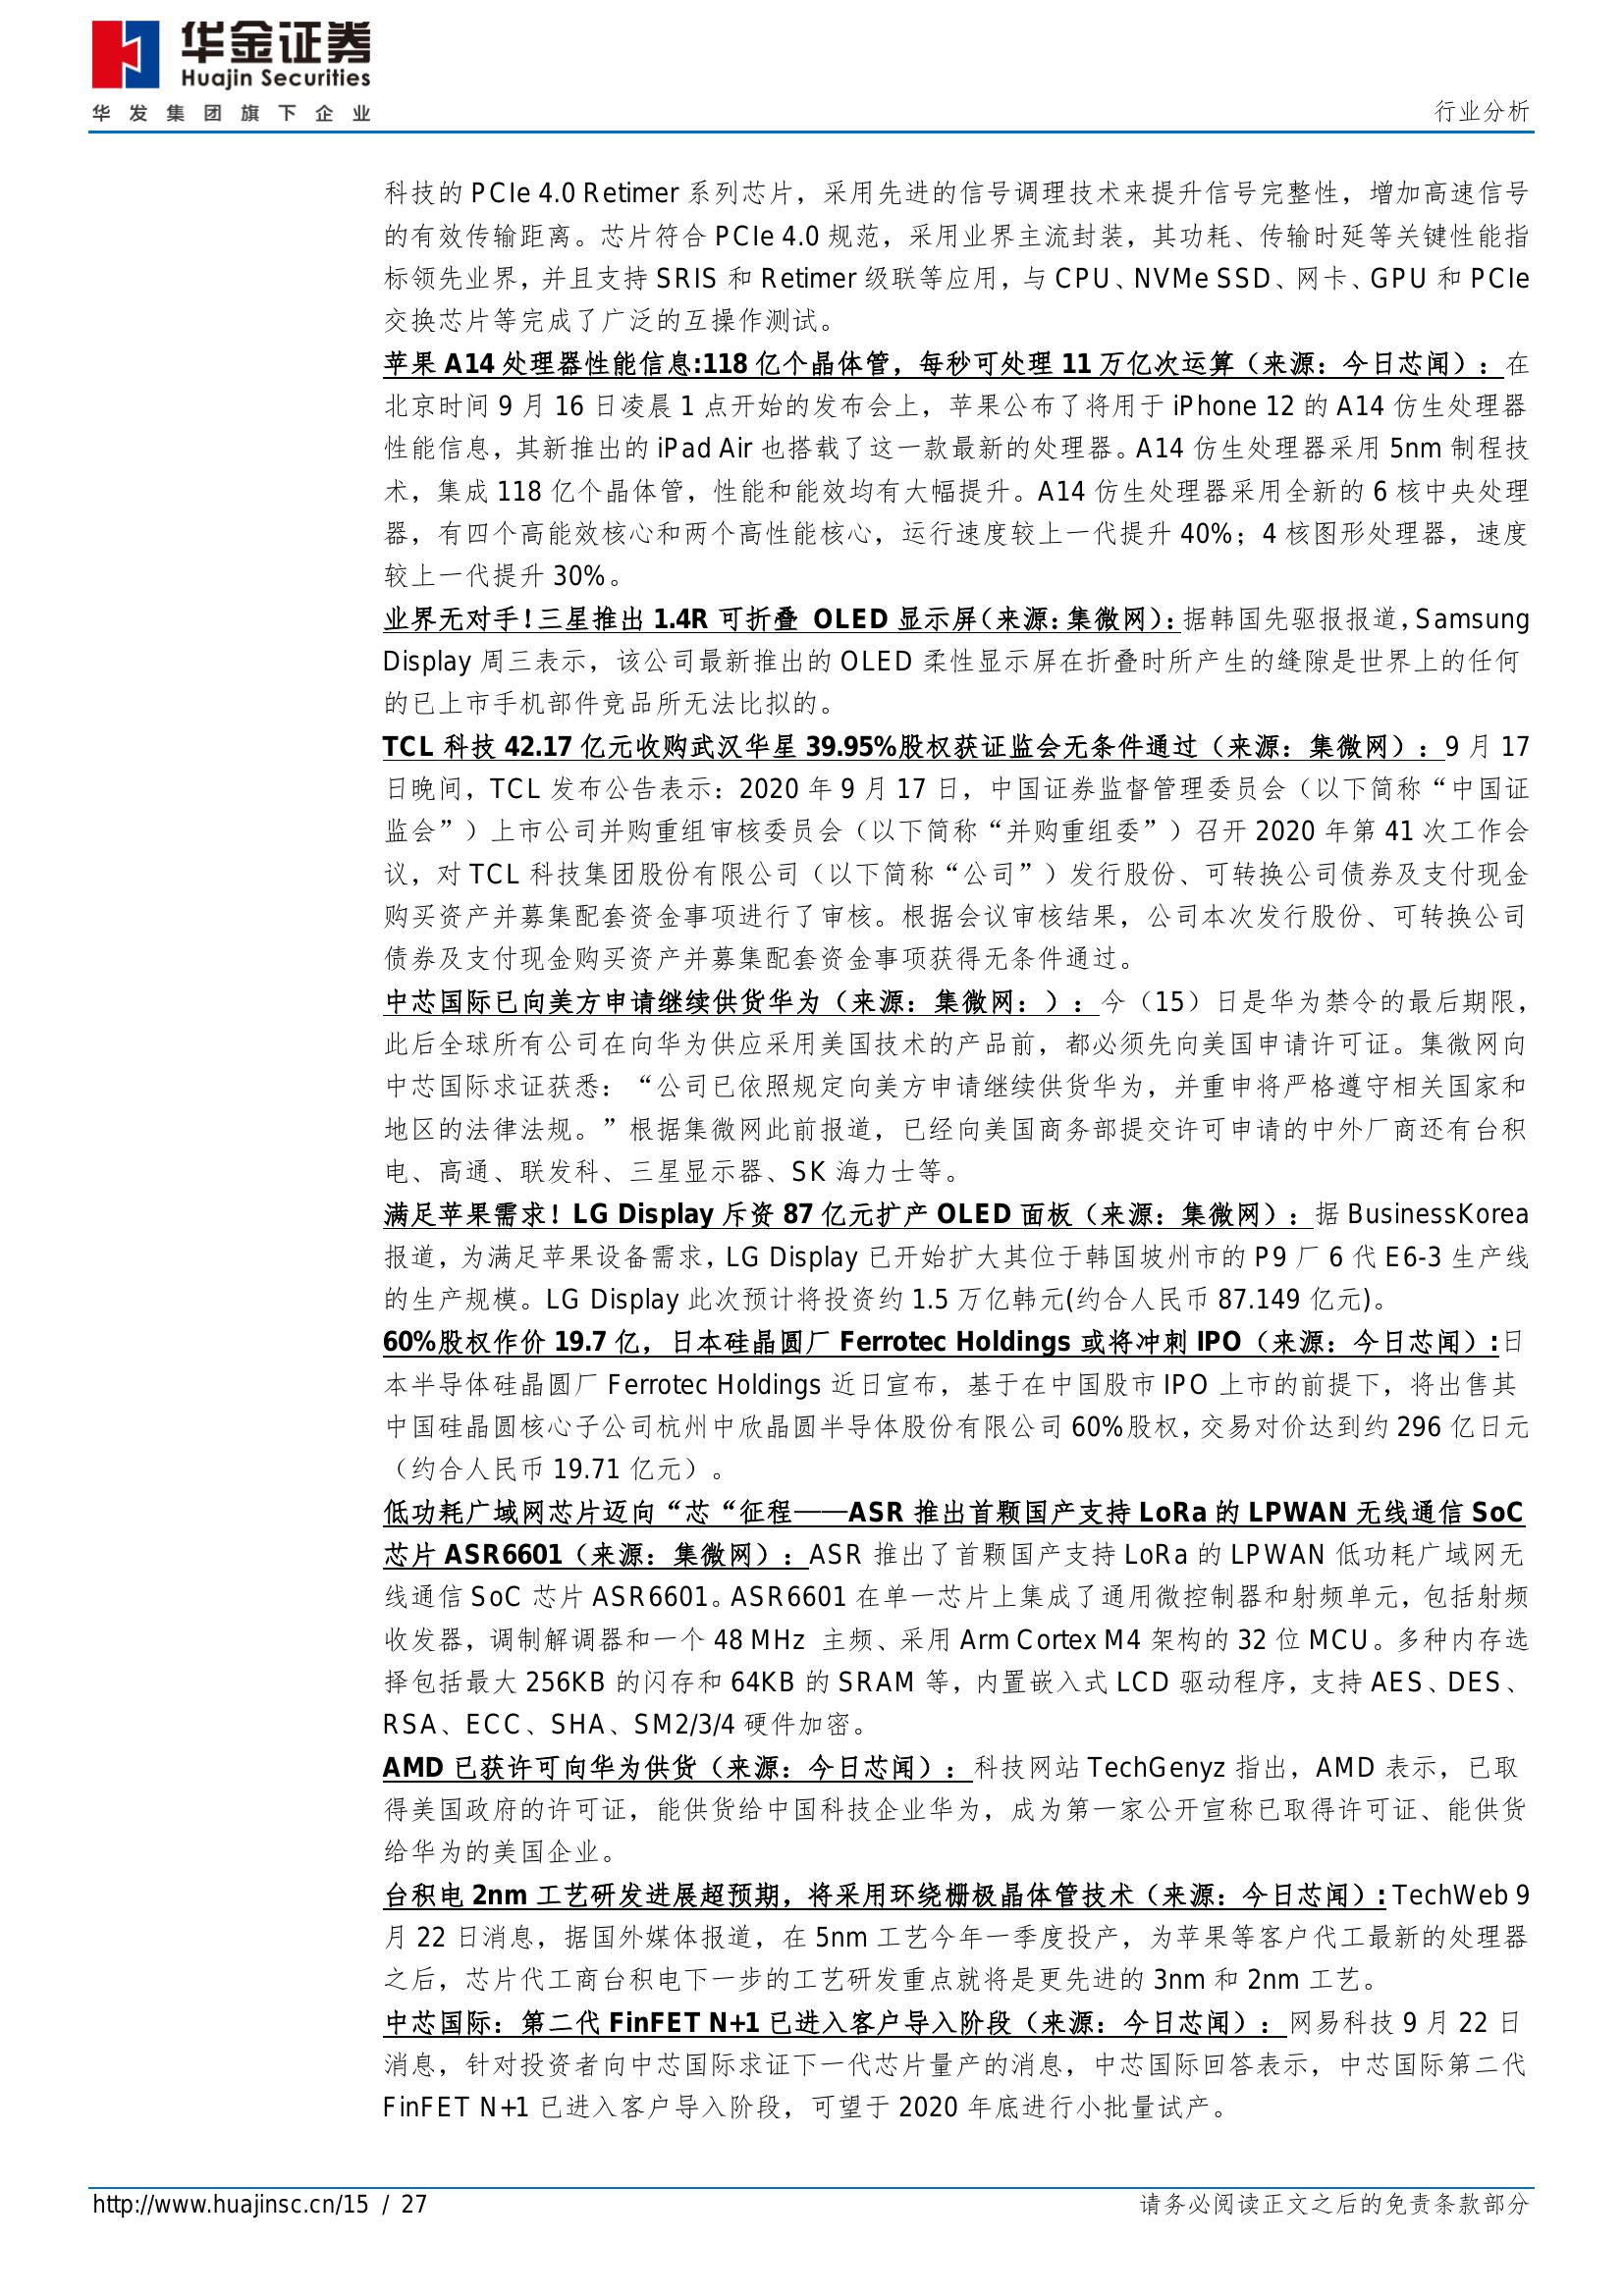 华金证券
Huajin Securities
华发集团旗下企业
行业分析
科技的 PCIe 4.0 Retimer 系列芯片，采用先进的信号调理技术来提升信号完整性，增加高速信号
的有效传输距离。芯片符合 PCIe 4.0 规范，采用业界主流封装，其功耗、传输时延等关键性能指
标领先业界，并且支持 SRIS 和 Retimer 级联等应用，与 CPU、NVMe SSD、网卡、GPU 和 PCIe
交换芯片等完成了广泛的互操作测试。
苹果 A14 处理器性能信息:118 亿个晶体管，每秒可处理 11 万亿次运算（来源：今日芯闻）：在
北京时间 9 月 16 日凌晨 1 点开始的发布会上，苹果公布了将用于 iPhone 12 的 A14 仿生处理器
性能信息，其新推出的 iPad Air 也搭载了这一款最新的处理器。A14 仿生处理器采用 5nm 制程技
术，集成 118 亿个晶体管，性能和能效均有大幅提升。A14 仿生处理器采用全新的 6 核中央处理
器，有四个高能效核心和两个高性能核心，运行速度较上一代提升 40%；4 核图形处理器，速度
较上一代提升 30%。
业界无对手！三星推出 1.4R 可折叠 OLED 显示屏（来源：集微网）：据韩国先驱报报道，Samsung
Display 周三表示，该公司最新推出的 OLED 柔性显示屏在折叠时所产生的缝隙是世界上的任何
的已上市手机部件竞品所无法比拟的。
TCL 科技 42.17 亿元收购武汉华星 39.95%股权获证监会无条件通过（来源：集微网）：9 月 17
日晚间，TCL 发布公告表示：2020 年 9 月 17 日，中国证券监督管理委员会（以下简称“中国证
监会”）上市公司并购重组审核委员会（以下简称“并购重组委”）召开 2020 年第 41 次工作会
议，对 TCL 科技集团股份有限公司（以下简称“公司”）发行股份、可转换公司债券及支付现金
购买资产并募集配套资金事项进行了审核。根据会议审核结果，公司本次发行股份、可转换公司
债券及支付现金购买资产并募集配套资金事项获得无条件通过。
中芯国际已向美方申请继续供货华为（来源：集微网：）：今（15）日是华为禁令的最后期限，
此后全球所有公司在向华为供应采用美国技术的产品前，都必须先向美国申请许可证。集微网向
中芯国际求证获悉：“公司已依照规定向美方申请继续供货华为，并重申将严格遵守相关国家和
地区的法律法规。”根据集微网此前报道，已经向美国商务部提交许可申请的中外厂商还有台积
电、高通、联发科、三星显示器、SK 海力士等。
满足苹果需求！LG Display 斥资 87 亿元扩产 OLED 面板（来源：集微网）：据 BusinessKorea
报道，为满足苹果设备需求，LG Display 已开始扩大其位于韩国坡州市的 P9 厂 6 代 E6-3 生产线
的生产规模。LG Display 此次预计将投资约 1.5 万亿韩元(约合人民币 87.149 亿元)。
60%股权作价 19.7 亿，日本硅晶圆厂 Ferrotec Holdings 或将冲刺 IPO（来源：今日芯闻）:日
本半导体硅晶圆厂 Ferrotec Holdings 近日宣布，基于在中国股市 IPO 上市的前提下，将出售其
中国硅晶圆核心子公司杭州中欣晶圆半导体股份有限公司 60%股权，交易对价达到约 296 亿日元
（约合人民币 19.71 亿元）。
低功耗广域网芯片迈向“芯“征程——ASR 推出首颗国产支持 LoRa 的 LPWAN 无线通信 SoC
芯片 ASR6601（来源：集微网）：ASR 推出了首颗国产支持 LoRa 的 LPWAN 低功耗广域网无
线通信 SoC 芯片 ASR6601。ASR6601 在单一芯片上集成了通用微控制器和射频单元，包括射频
收发器，调制解调器和一个 48 MHz 主频、采用 Arm Cortex M4 架构的 32 位 MCU。多种内存选
择包括最大 256KB 的闪存和 64KB 的 SRAM 等，内置嵌入式 LCD 驱动程序，支持 AES、DES、
RSA、ECC、SHA、SM2/3/4 硬件加密。
AMD 已获许可向华为供货（来源：今日芯闻）：科技网站 TechGenyz 指出，AMD 表示，已取
得美国政府的许可证，能供货给中国科技企业华为，成为第一家公开宣称已取得许可证、能供货
给华为的美国企业。
台积电 2nm 工艺研发进展超预期，将采用环绕栅极晶体管技术（来源：今日芯闻）: TechWeb 9
月 22 日消息，据国外媒体报道，在 5nm 工艺今年一季度投产，为苹果等客户代工最新的处理器
之后，芯片代工商台积电下一步的工艺研发重点就将是更先进的 3nm 和 2nm 工艺。
中芯国际：第二代 FinFET N+1 已进入客户导入阶段（来源：今日芯闻）：网易科技 9 月 22 日
消息，针对投资者向中芯国际求证下一代芯片量产的消息，中芯国际回答表示，中芯国际第二代
FinFET N+1 已进入客户导入阶段，可望于 2020 年底进行小批量试产。
http://www.huajinsc.cn/15 / 27
请务必阅读正文之后的免责条款部分